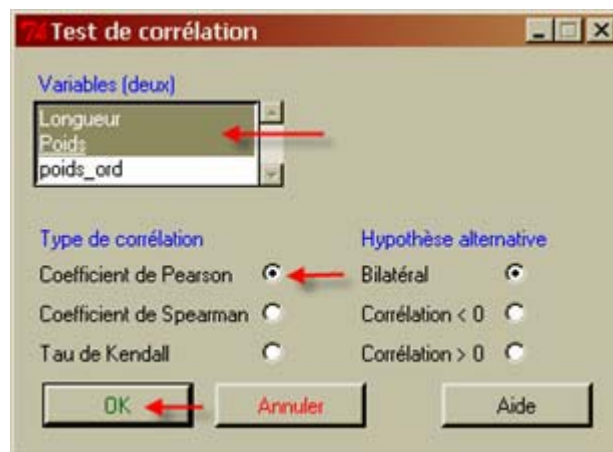 Test de corrélation
Variables (deux)
Longueur
Poids
poids_ord
Type de corrélation
Hypothèse alternative
Coefficient de Pearson
Bilatéral
Coefficient de Spearman
Corrélation < 0
Tau de Kendall
Corrélation > 0
OK
Annuler
Aide